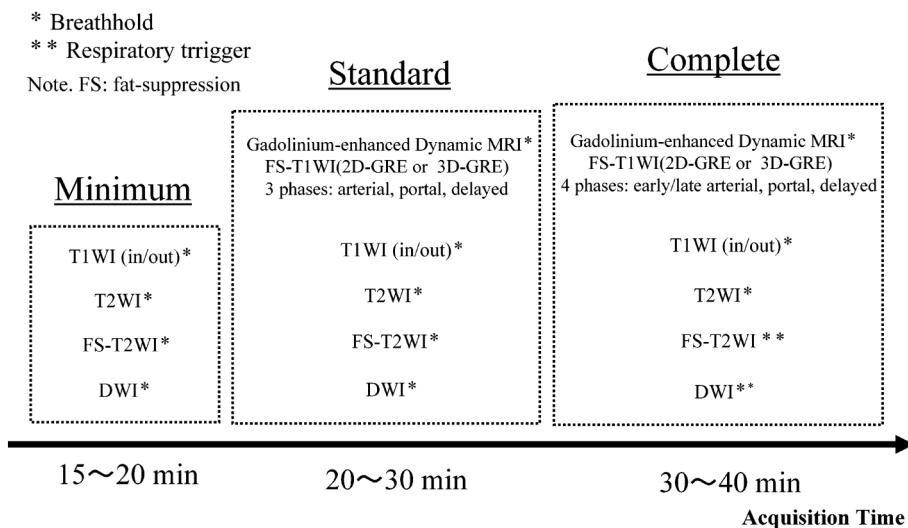 * Breathhold
** Respiratory trrigger
Note. FS: fat-suppression
Minimum
T1WI (in/out)*
T2WI*
FS-T2WI*
DWI*
Standard
Gadolinium-enhanced Dynamic MRI*
FS-T1WI(2D-GRE or 3D-GRE)
3 phases: arterial, portal, delayed
T1WI (in/out)*
T2WI*
FS-T2WI*
DWI*
Complete
Gadolinium-enhanced Dynamic MRI*
FS-T1WI(2D-GRE or 3D-GRE)
4 phases: early/late arterial, portal, delayed
T1WI (in/out)*
T2WI*
FS-T2WI**
DWI**
15〜20 min
20〜30 min
30〜40 min
Acquisition Time